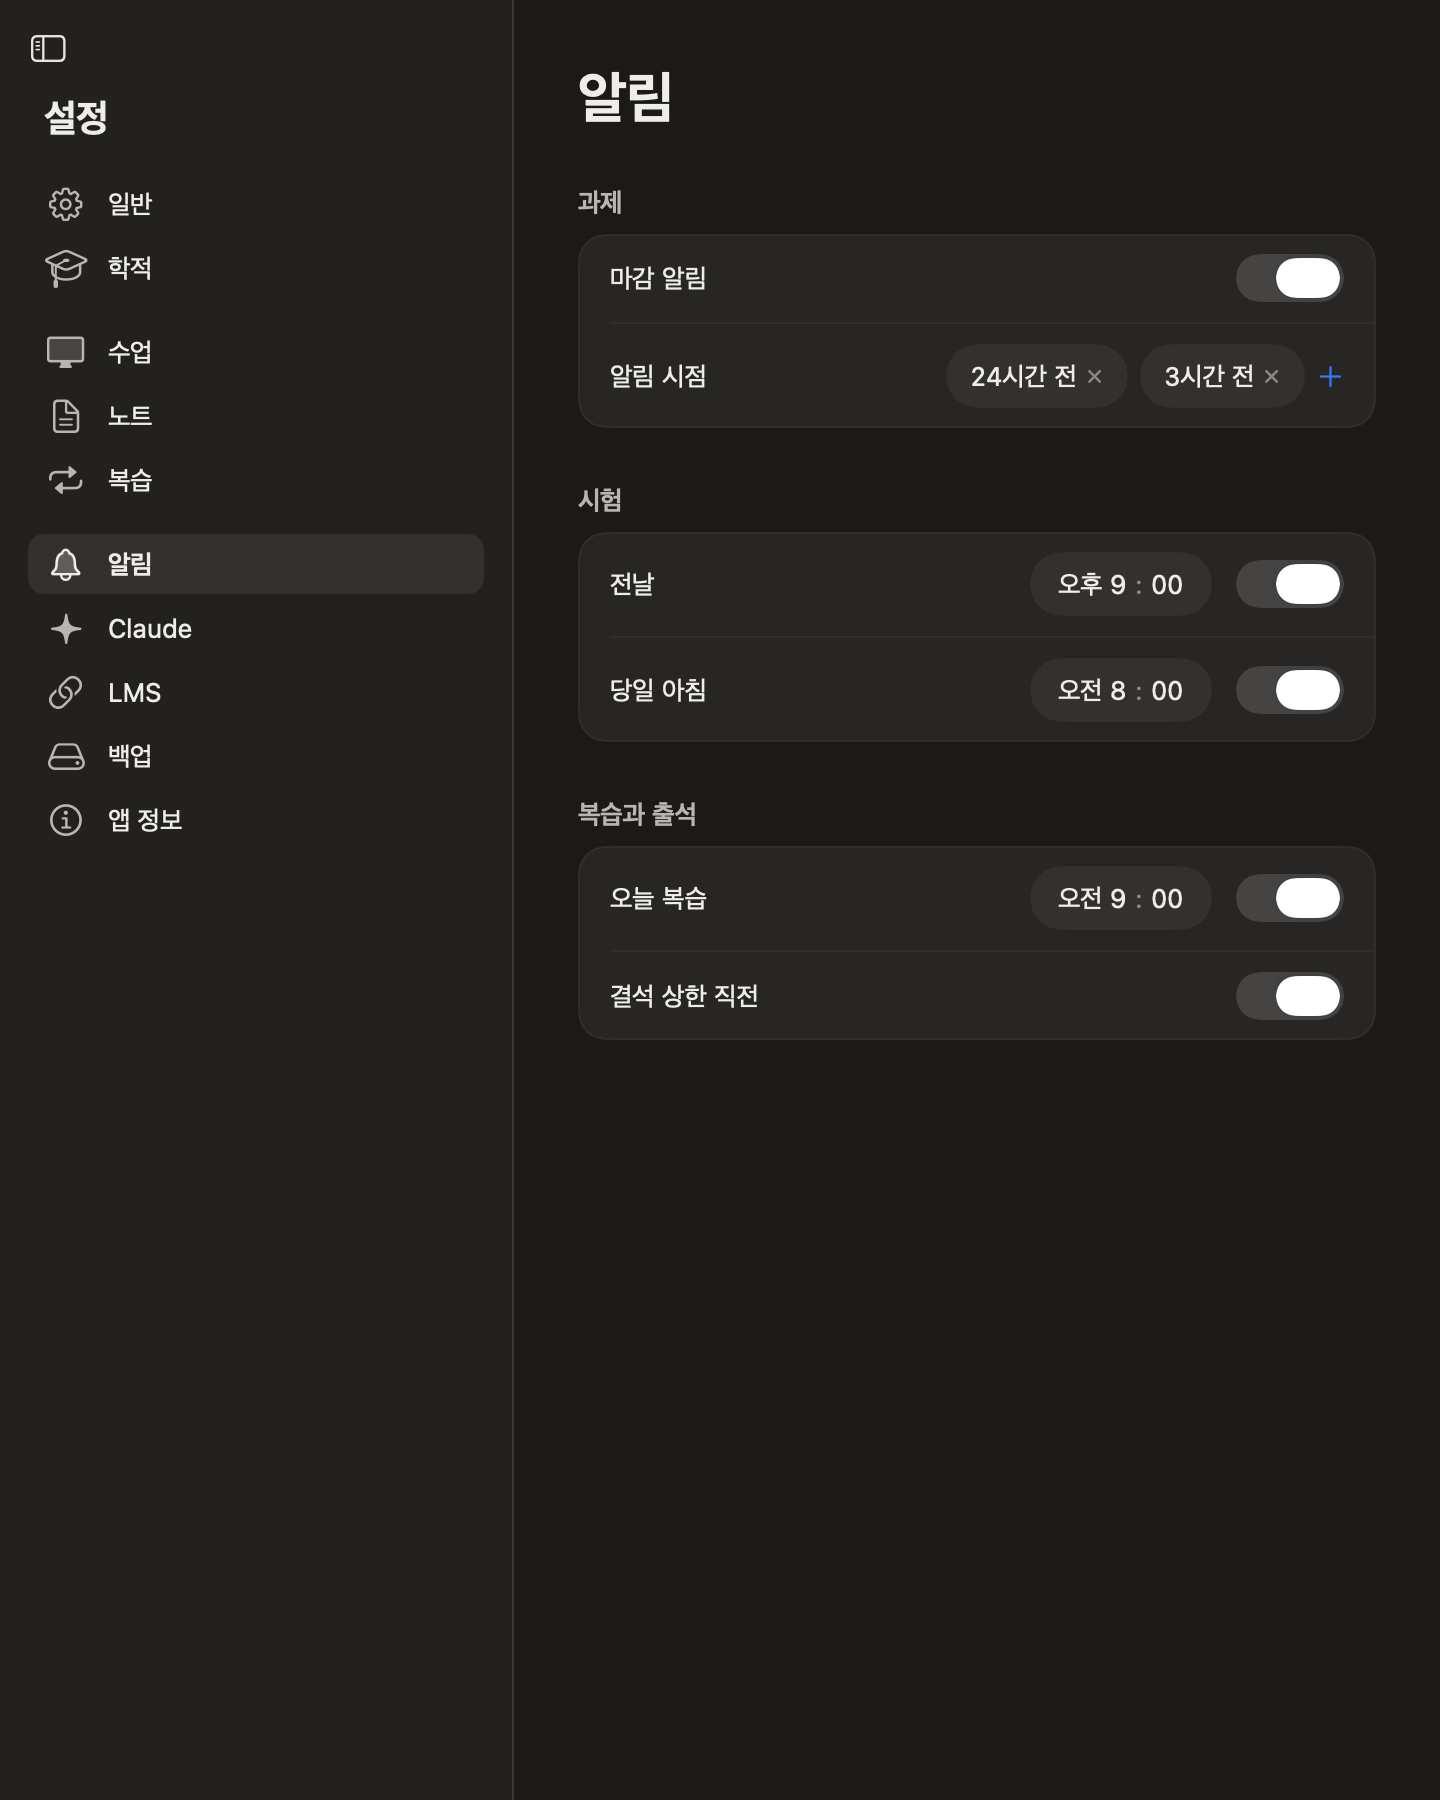 설정
일반
학적
수업
노트
복습
알림
Claude
LMS
백업
앱 정보
알림
과제
마감 알림
알림 시점 24시간 전 × 3시간 전 × +
시험
전날 오후 9 : 00
당일 아침 오전 8 : 00
복습과 출석
오늘 복습 오전 9 : 00
결석 상한 직전